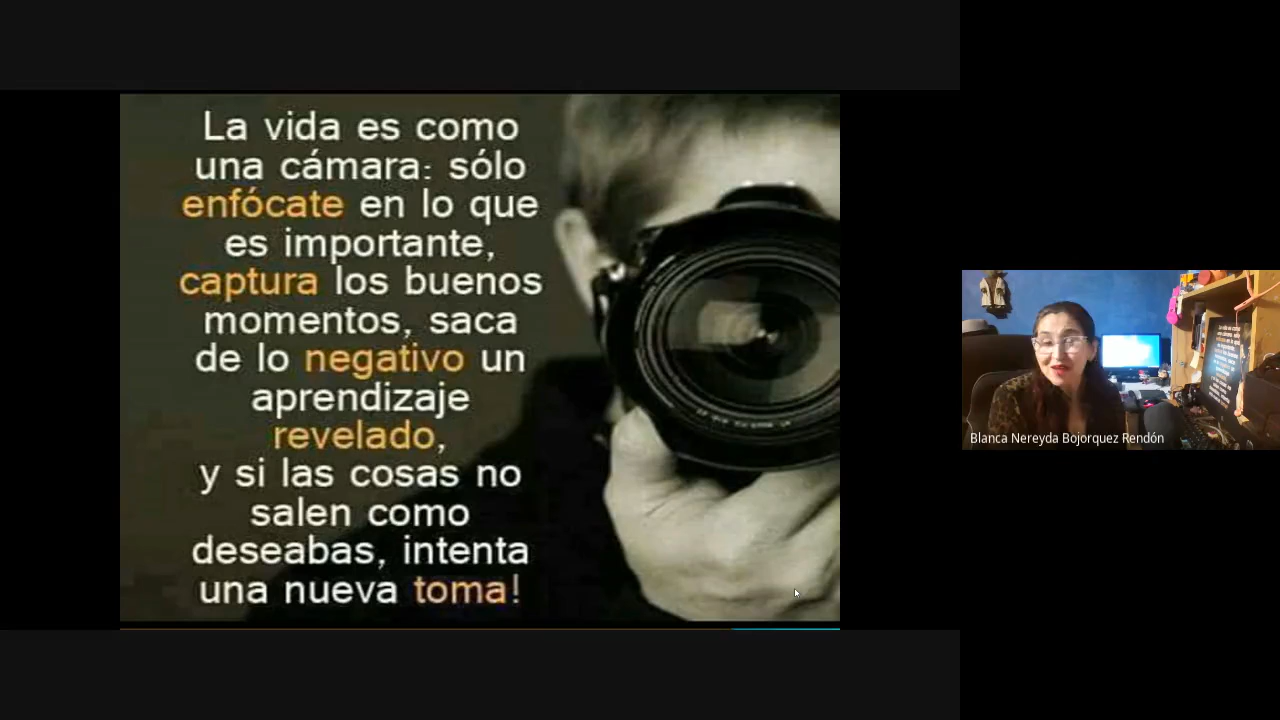 La vida es como
una cámara: sólo
enfócate en lo que
es importante,
captura los buenos
momentos, saca
de lo negativo un
aprendizaje
revelado,
y si las cosas no
salen como
deseabas, intenta
una nueva toma!
Blanca Nereyda Bojorquez Rendón